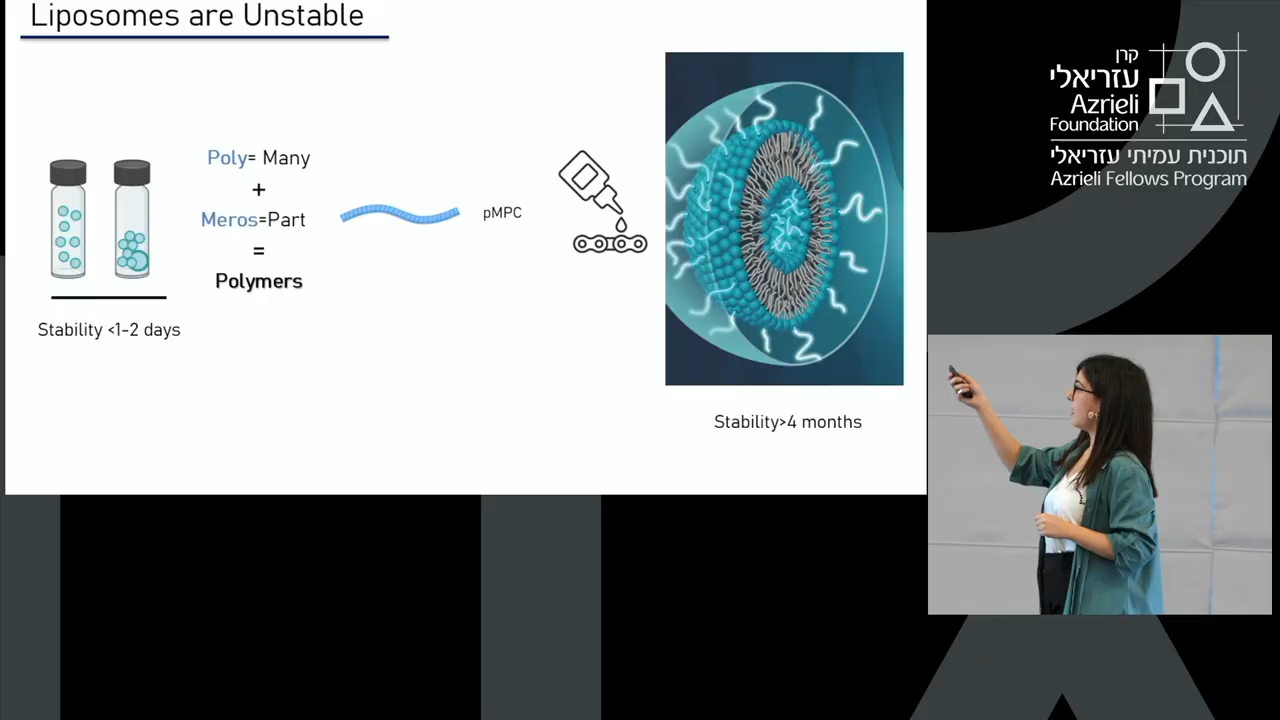 Liposomes are Unstable
Poly= Many
+
Meros=Part
=
Polymers
pMPC
Stability <1-2 days
Stability>4 months
קרן
עזריאלי
Azrieli
Foundation
תוכנית עמיתי עזריאלי
Azrieli Fellows Program